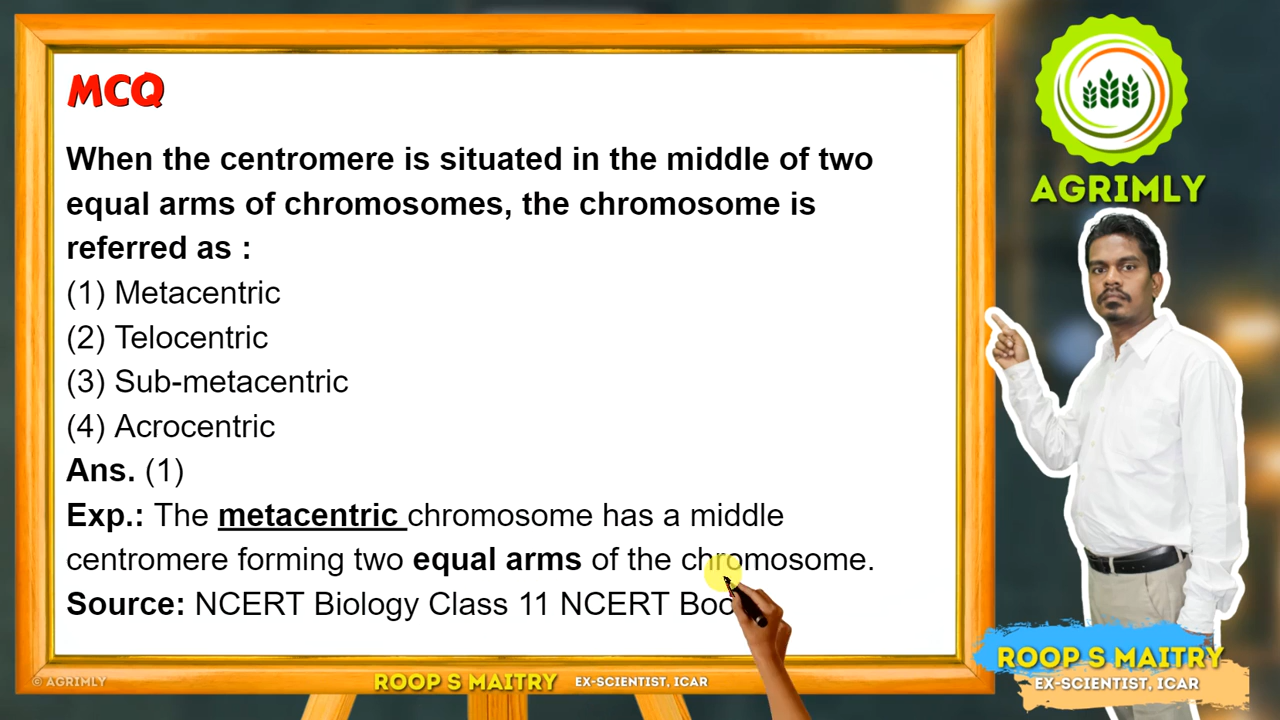 MCQ
When the centromere is situated in the middle of two
equal arms of chromosomes, the chromosome is
referred as :
(1) Metacentric
(2) Telocentric
(3) Sub-metacentric
(4) Acrocentric
Ans. (1)
Exp.: The metacentric chromosome has a middle
centromere forming two equal arms of the chromosome.
Source: NCERT Biology Class 11 NCERT
© AGRIMLY
ROOP S MAITRY EX-SCIENTIST, ICAR
AGRIMLY
ROOP S MAITRY
EX-SCIENTIST, ICAR